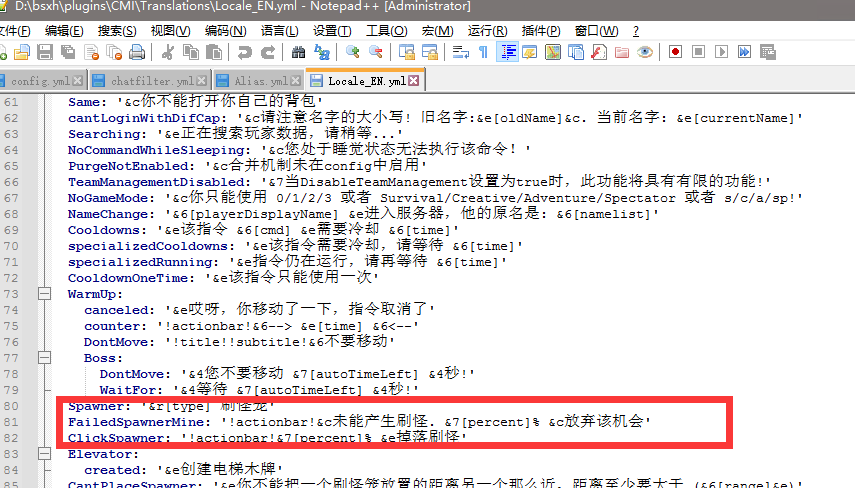 D:\bsxh\plugins\CMI\Translations\Locale_EN.yml - Notepad++ [Administrator]
文件(F) 编辑(E) 搜索(S) 视图(V) 编码(N) 语言(L) 设置(T) 工具(O) 宏(M) 运行(R) 插件(P) 窗口(W) ?
config.yml chatfilter.yml Alias.yml Locale_EN.yml
61 Same: '&c你不能打开你自己的背包'
62 cantLoginWithDifCap: '&c请注意名字的大小写! 旧名字:&e[oldName]&c. 当前名字: &e[currentName]'
63 Searching: '&e正在搜索玩家数据，请稍等...'
64 NoCommandWhileSleeping: '&c您处于睡觉状态无法执行该命令！'
65 PurgeNotEnabled: '&c合并机制未在config中启用'
66 TeamManagementDisabled: '&7当DisableTeamManagement设置为true时，此功能将具有有限的功能!'
67 NoGameMode: '&c你只能使用 0/1/2/3 或者 Survival/Creative/Adventure/Spectator 或者 s/c/a/sp!'
68 NameChange: '&6[playerDisplayName] &e进入服务器，他的原名是: &6[namelist]'
69 Cooldowns: '&e该指令 &6[cmd] &e需要冷却 &6[time]'
70 specializedCooldowns: '&e该指令需要冷却，请等待 &6[time]'
71 specializedRunning: '&e指令仍在运行，请再等待 &6[time]'
72 CooldownOneTime: '&e该指令只能使用一次'
73 WarmUp:
74 canceled: '&e哎呀，你移动了一下，指令取消了'
75 counter: '!actionbar!&6--> &e[time] &6<--'
76 DontMove: '!title!!subtitle!&6不要移动'
77 Boss:
78 DontMove: '&4您不要移动 &7[autoTimeLeft] &4秒!'
79 WaitFor: '&4等待 &7[autoTimeLeft] &4秒!'
80 Spawner: '&r[type] 刷怪笼'
81 FailedSpawnerMine: '!actionbar!&c未能产生刷怪. &7[percent]% &c放弃该机会'
82 ClickSpawner: '!actionbar!&7[percent]% &e掉落刷怪'
83 Elevator:
84 created: '&e创建电梯木牌'
85 CantPlaceSpawner: '&e你不能把一个刷怪笼放置的距离另一个那么近。距离至少要大于 (&6[range]&e)'